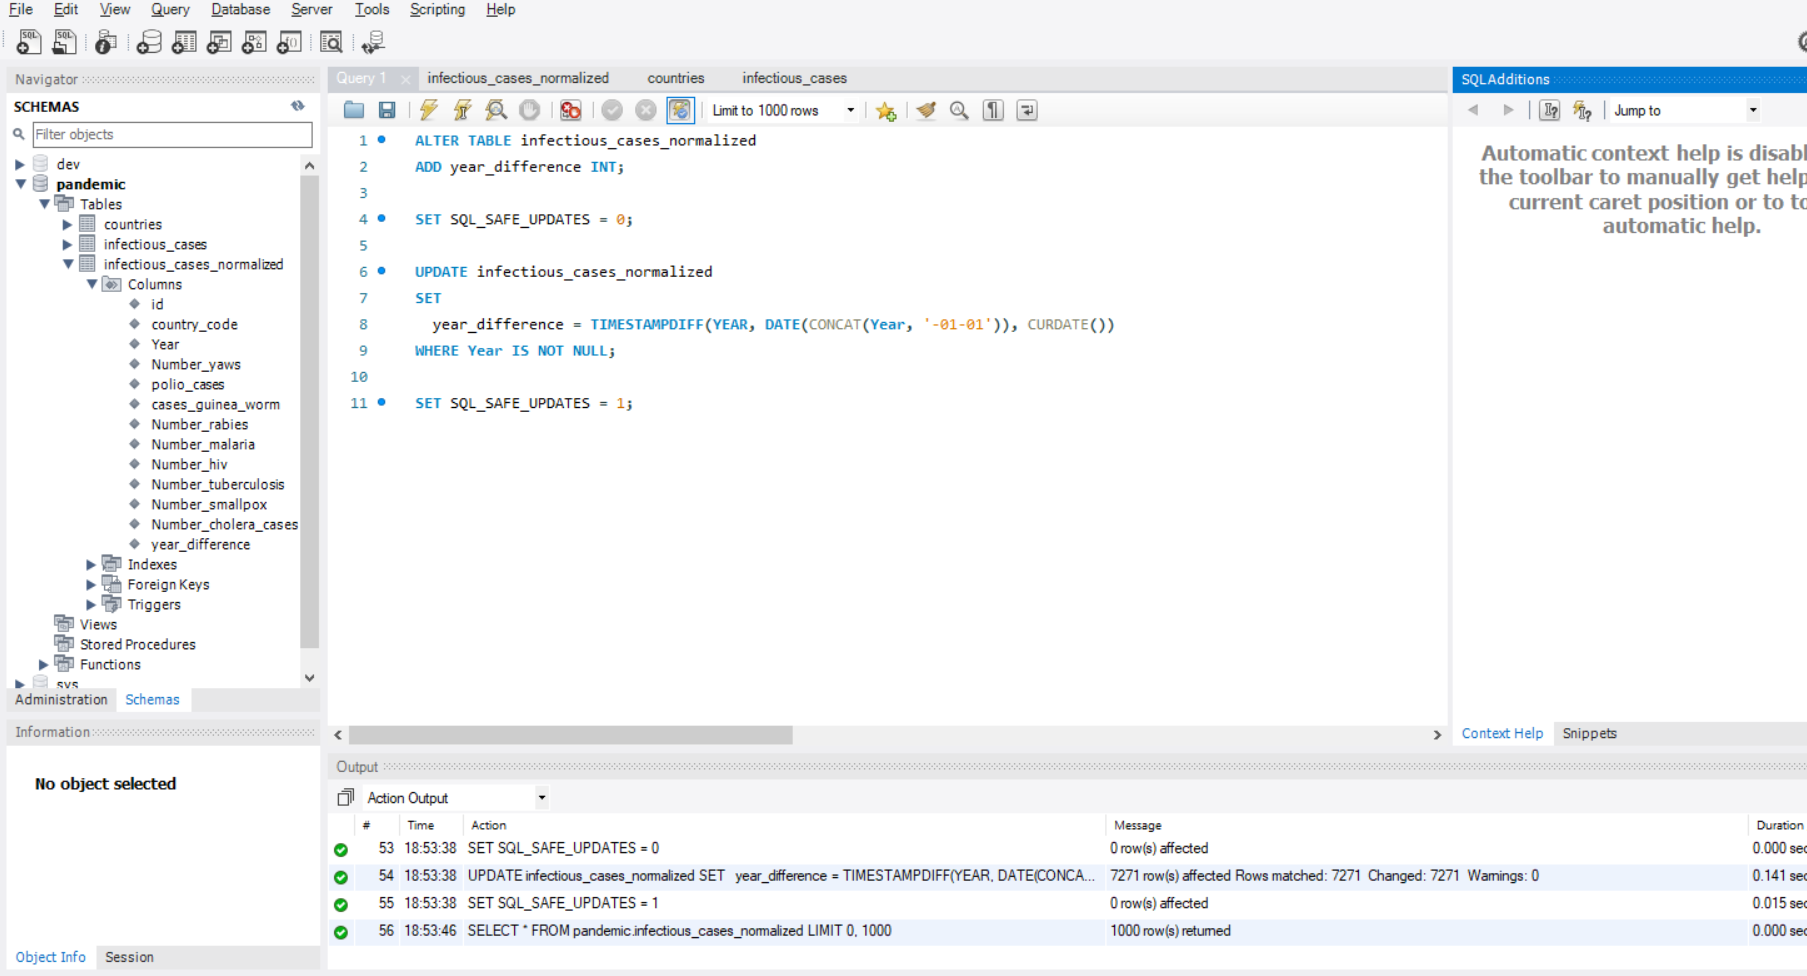 File Edit View Query Database Server Tools Scripting Help
Navigator
SCHEMAS
Filter objects
dev
pandemic
Tables
countries
infectious_cases
infectious_cases_normalized
Columns
id
country_code
Year
Number_yaws
polio_cases
cases_guinea_worm
Number_rabies
Number_malaria
Number_hiv
Number_tuberculosis
Number_smallpox
Number_cholera_cases
year_difference
Indexes
Foreign Keys
Triggers
Views
Stored Procedures
Functions
sys
Administration Schemas
Information
No object selected
Object Info Session
Query 1 infectious_cases_normalized countries infectious_cases
Limit to 1000 rows
1 ALTER TABLE infectious_cases_normalized
2 ADD year_difference INT;
3
4 SET SQL_SAFE_UPDATES = 0;
5
6 UPDATE infectious_cases_normalized
7 SET
8 year_difference = TIMESTAMPDIFF(YEAR, DATE(CONCAT(Year, '-01-01')), CURDATE())
9 WHERE Year IS NOT NULL;
10
11 SET SQL_SAFE_UPDATES = 1;
SQLAdditions
Jump to
Automatic context help is disabl
the toolbar to manually get help
current caret position or to to
automatic help.
Context Help Snippets
Output
Action Output
# Time Action Message Duration
53 18:53:38 SET SQL_SAFE_UPDATES = 0 0 row(s) affected 0.000 sec
54 18:53:38 UPDATE infectious_cases_normalized SET year_difference = TIMESTAMPDIFF(YEAR, DATE(CONCA... 7271 row(s) affected Rows matched: 7271 Changed: 7271 Warnings: 0 0.141 sec
55 18:53:38 SET SQL_SAFE_UPDATES = 1 0 row(s) affected 0.015 sec
56 18:53:46 SELECT * FROM pandemic.infectious_cases_normalized LIMIT 0, 1000 1000 row(s) returned 0.000 sec